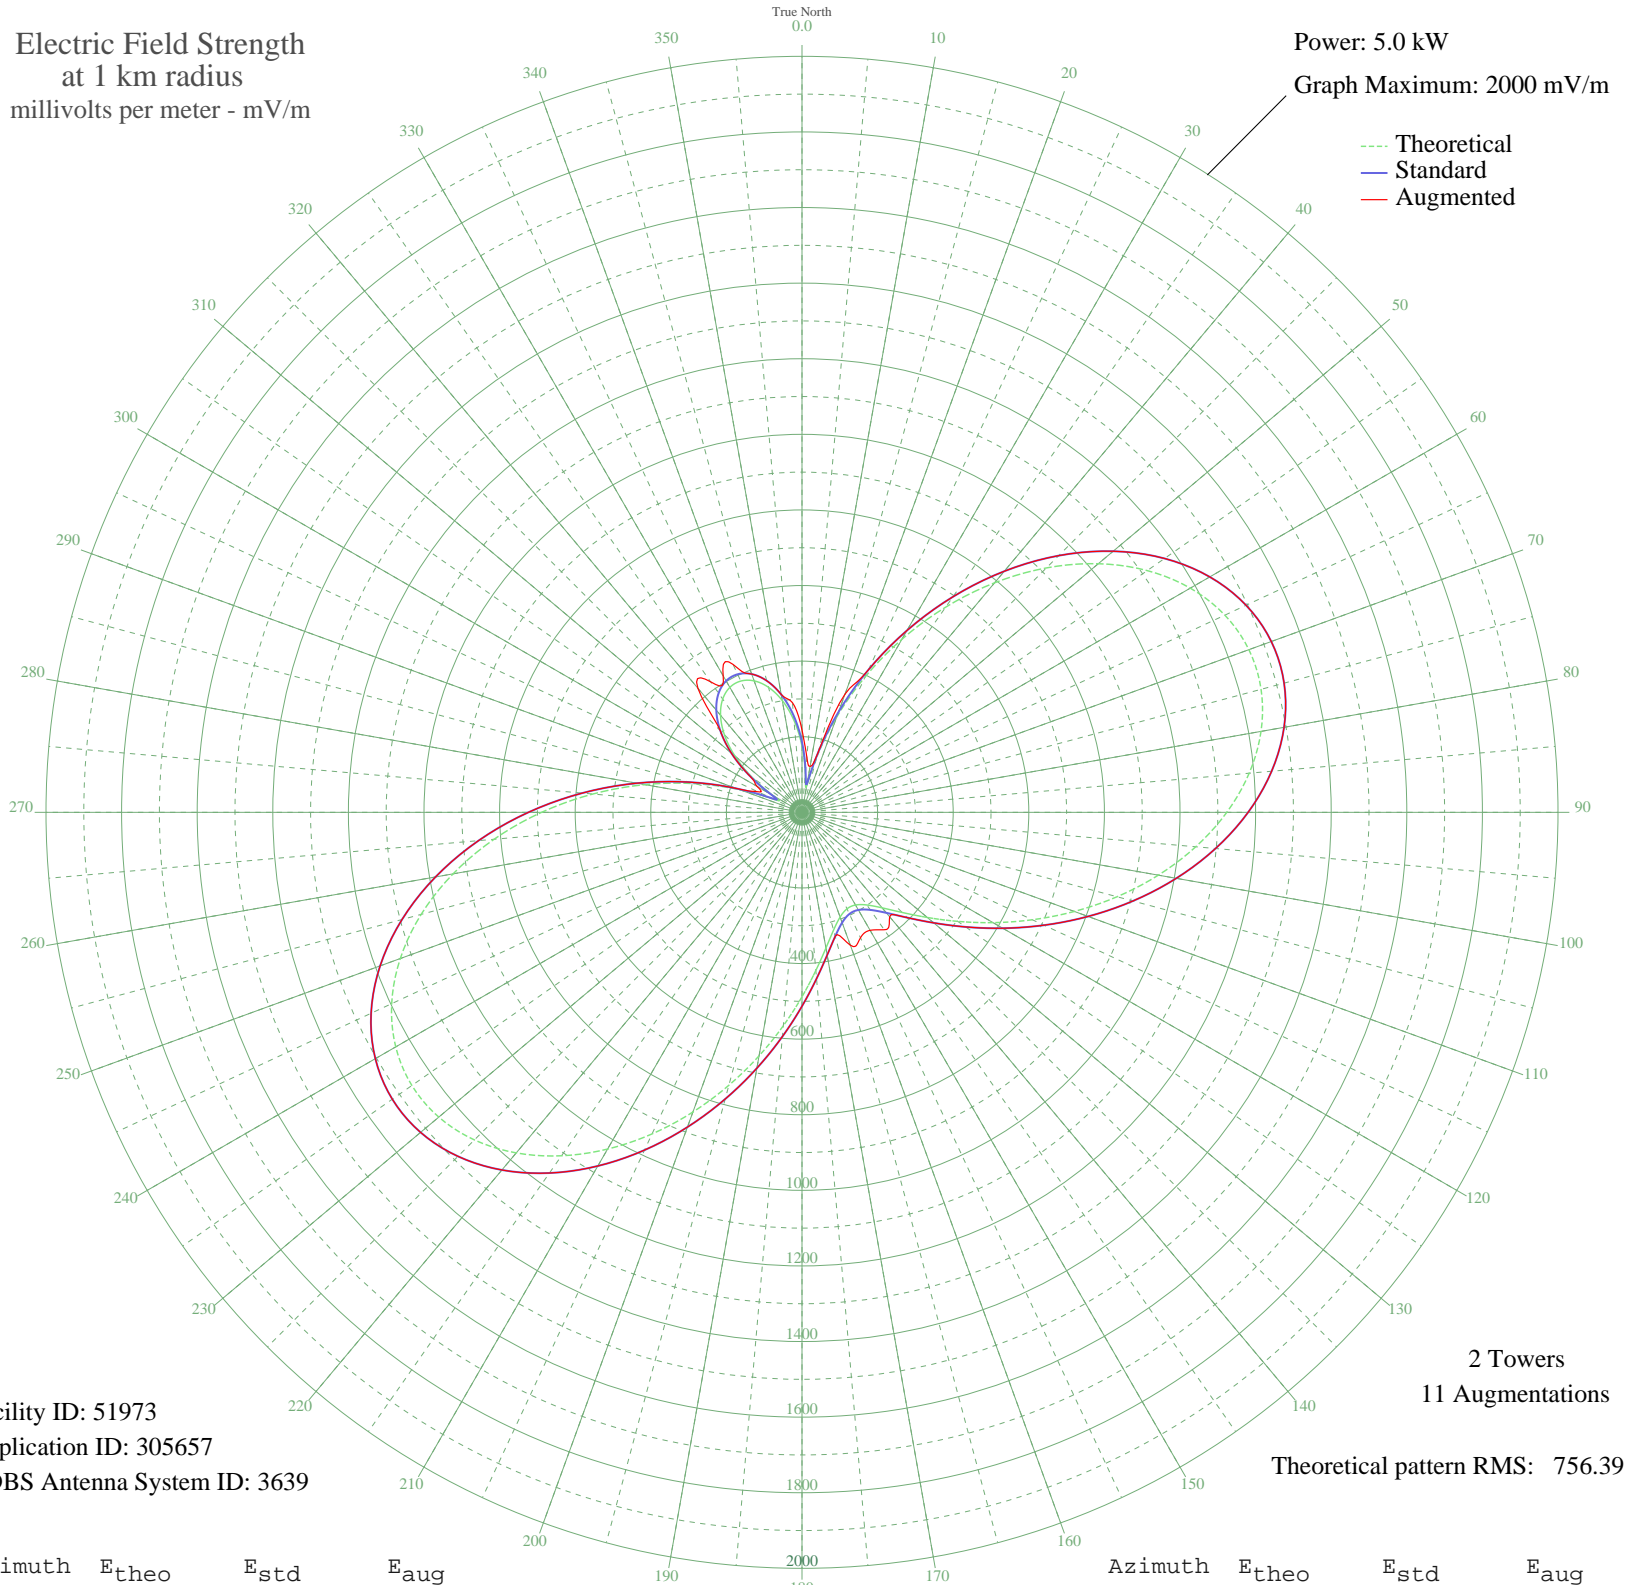 True North
Electric Field Strength
at 1 km radius
millivolts per meter - mV/m
Power: 5.0 kW
Graph Maximum: 2000 mV/m
Theoretical
Standard
Augmented
0.0
10
20
30
40
50
60
70
80
90
100
110
120
130
140
150
160
170
190
200
210
220
230
240
250
260
270
280
290
300
310
320
330
340
350
400
600
800
1000
1200
1400
1600
1800
2000
2 Towers
11 Augmentations
Theoretical pattern RMS: 756.39
cility ID: 51973
plication ID: 305657
DBS Antenna System ID: 3639
imuth Etheo Estd Eaug
Azimuth Etheo Estd Eaug